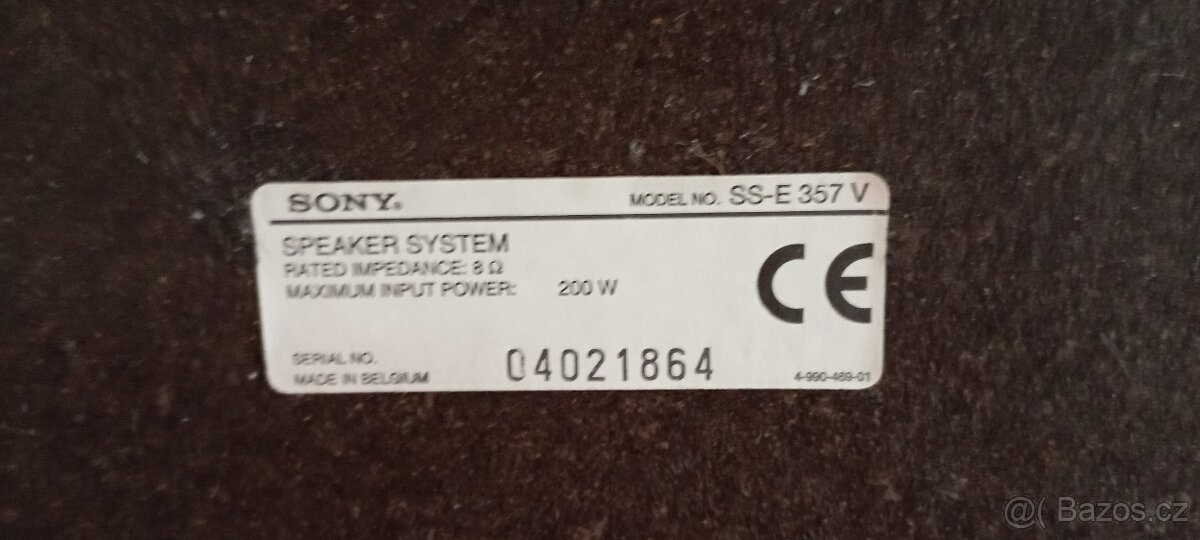 SONY®
MODEL NO. SS-E 357 V
SPEAKER SYSTEM
RATED IMPEDANCE: 8 Ω
MAXIMUM INPUT POWER: 200 W
CE
SERIAL NO. 04021864
MADE IN BELGIUM
4-990-469-01
@( Bazos.cz